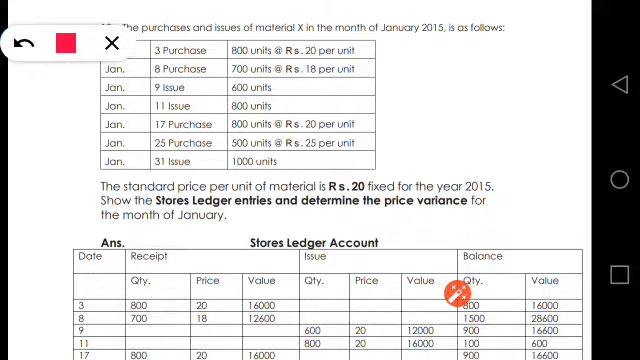 The purchases and issues of material X in the month of January 2015, is as follows:
3 Purchase 800 units @ Rs. 20 per unit
Jan. 8 Purchase 700 units @ Rs. 18 per unit
Jan. 9 Issue 600 units
Jan. 11 Issue 800 units
Jan. 17 Purchase 800 units @ Rs. 20 per unit
Jan. 25 Purchase 500 units @ Rs. 25 per unit
Jan. 31 Issue 1000 units
The standard price per unit of material is Rs. 20 fixed for the year 2015.
Show the Stores Ledger entries and determine the price variance for
the month of January.
Ans. Stores Ledger Account
Date Receipt Issue Balance
Qty. Price Value Qty. Price Value Qty. Value
3 800 20 16000 800 16000
8 700 18 12600 1500 28600
9 600 20 12000 900 16600
11 800 20 16000 100 600
17 800 20 16000 900 16600